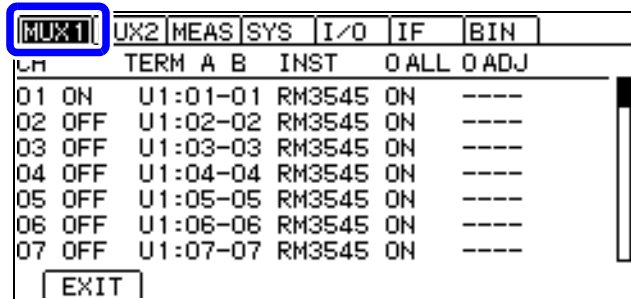 MUX1 UX2 MEAS SYS I/O IF BIN
CH TERM A B INST 0 ALL 0 ADJ
01 ON U1:01-01 RM3545 ON ----
02 OFF U1:02-02 RM3545 ON ----
03 OFF U1:03-03 RM3545 ON ----
04 OFF U1:04-04 RM3545 ON ----
05 OFF U1:05-05 RM3545 ON ----
06 OFF U1:06-06 RM3545 ON ----
07 OFF U1:07-07 RM3545 ON ----
EXIT